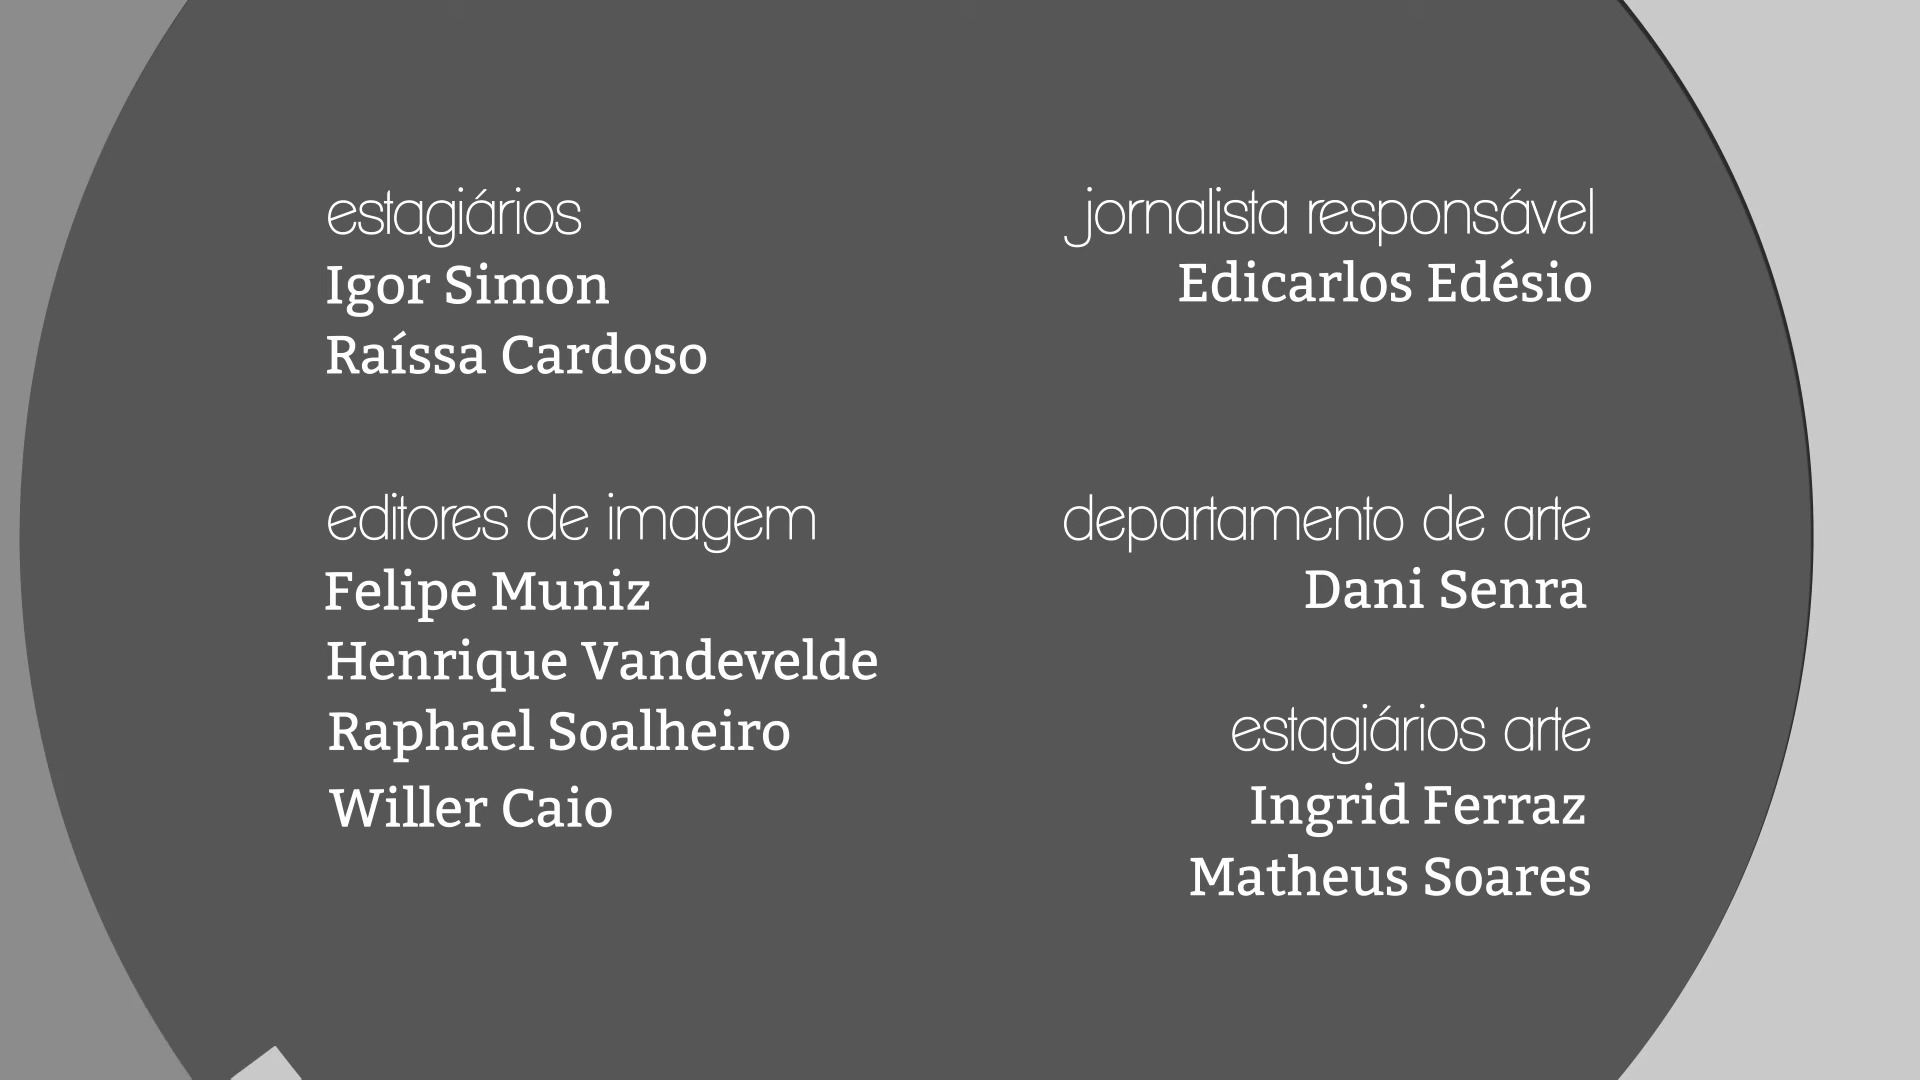 estagiários
Igor Simon
Raíssa Cardoso
editores de imagem
Felipe Muniz
Henrique Vandevelde
Raphael Soalheiro
Willer Caio
jornalista responsável
Edicarlos Edésio
departamento de arte
Dani Senra
estagiários arte
Ingrid Ferraz
Matheus Soares